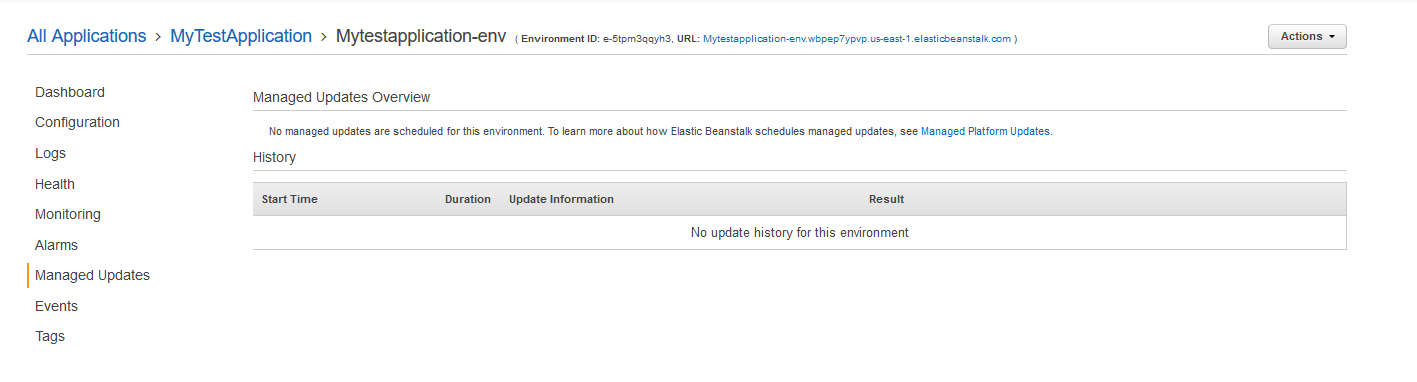 All Applications > MyTestApplication > Mytestapplication-env ( Environment ID: e-5tpm3qqyh3, URL: Mytestapplication-env.wbpep7ypvp.us-east-1.elasticbeanstalk.com )
Actions
Dashboard
Configuration
Logs
Health
Monitoring
Alarms
Managed Updates
Events
Tags
Managed Updates Overview
No managed updates are scheduled for this environment. To learn more about how Elastic Beanstalk schedules managed updates, see Managed Platform Updates.
History
Start Time Duration Update Information Result
No update history for this environment